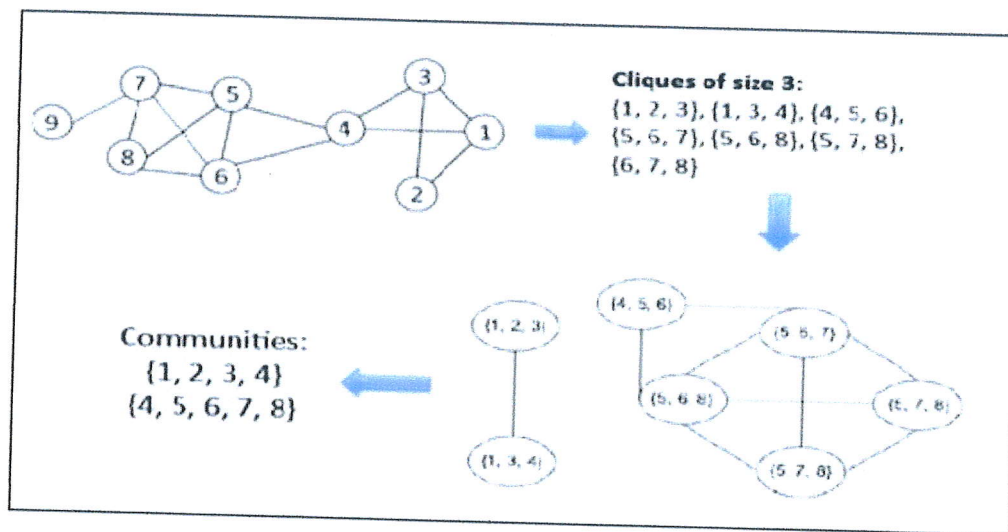 7
5
3
9
4
1
8
6
2
Cliques of size 3:
{1, 2, 3}, {1, 3, 4}, {4, 5, 6},
{5, 6, 7}, {5, 6, 8}, {5, 7, 8},
{6, 7, 8}
{4, 5, 6}
{1, 2, 3}
{5, 6, 7}
Communities:
{1, 2, 3, 4}
{4, 5, 6, 7, 8}
{5, 6, 8}
{6, 7, 8}
{1, 3, 4}
{5, 7, 8}